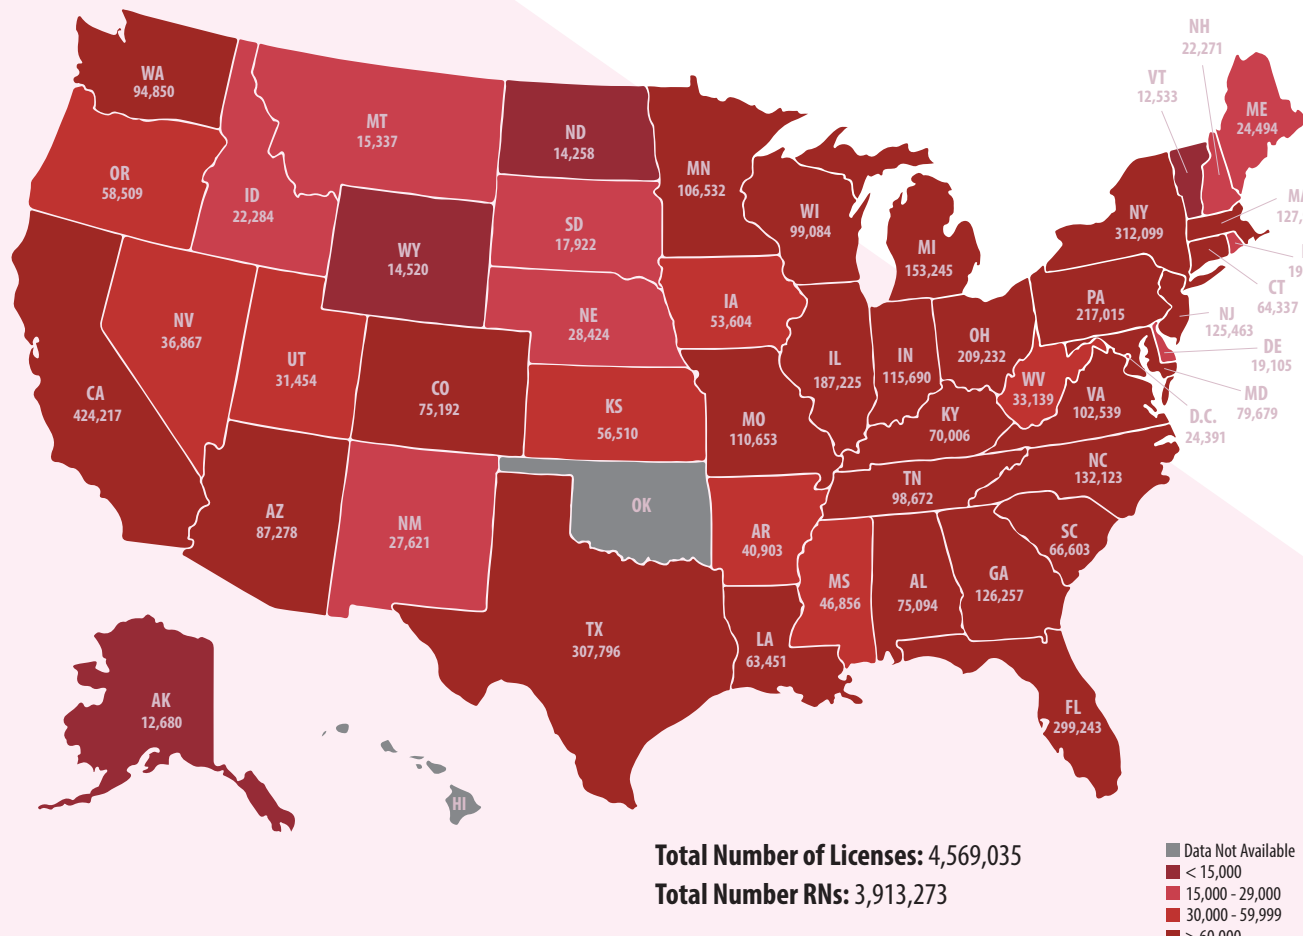 NH
22,271
VT
12,533
WA
94,850
ME
24,494
MT
15,337
ND
14,258
MN
106,532
OR
58,509
ID
22,284
SD
17,922
WI
99,084
NY
312,099
127,
WY
14,520
MI
153,245
19
CT
64,337
NV
36,867
UT
31,454
NE
28,424
IA
53,604
PA
217,015
NJ
125,463
OH
209,232
DE
19,105
IL
187,225
IN
115,690
CA
424,217
CO
75,192
KS
56,510
MO
110,653
KY
70,006
WV
33,139
VA
102,539
MD
79,679
D.C.
24,391
NC
132,123
TN
98,672
OK
AZ
87,278
NM
27,621
AR
40,903
SC
66,603
MS
46,856
AL
75,094
GA
126,257
TX
307,796
LA
63,451
AK
12,680
FL
299,243
HI
Total Number of Licenses: 4,569,035
Total Number RNs: 3,913,273
Data Not Available
< 15,000
15,000 - 29,000
30,000 - 59,999
> 60,000